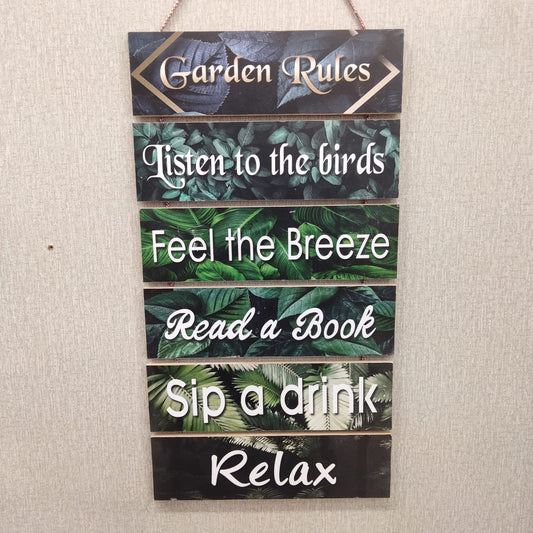 Garden Rules
Listen to the birds
Feel the Breeze
Read a Book
Sip a drink
Relax